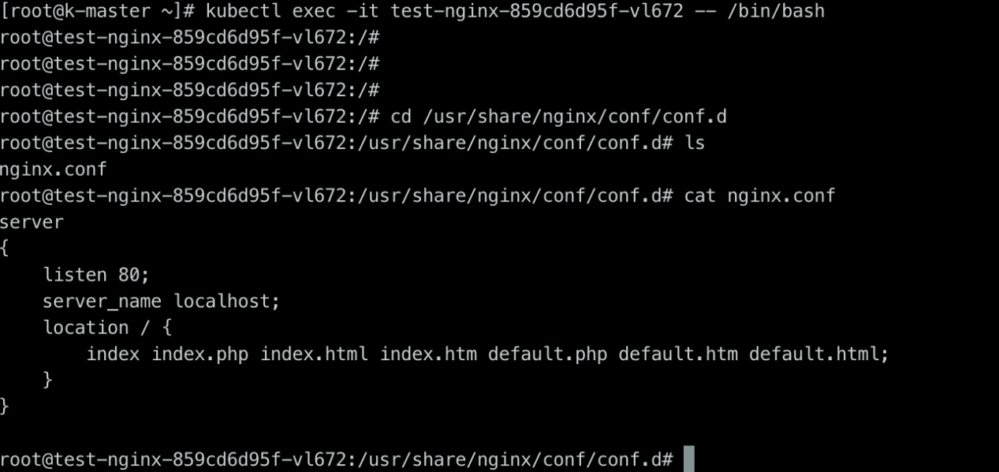 [root@k-master ~]# kubectl exec -it test-nginx-859cd6d95f-vl672 -- /bin/bash
root@test-nginx-859cd6d95f-vl672:/#
root@test-nginx-859cd6d95f-vl672:/#
root@test-nginx-859cd6d95f-vl672:/#
root@test-nginx-859cd6d95f-vl672:/# cd /usr/share/nginx/conf/conf.d
root@test-nginx-859cd6d95f-vl672:/usr/share/nginx/conf/conf.d# ls
nginx.conf
root@test-nginx-859cd6d95f-vl672:/usr/share/nginx/conf/conf.d# cat nginx.conf
server
{
    listen 80;
    server_name localhost;
    location / {
        index index.php index.html index.htm default.php default.htm default.html;
    }
}
root@test-nginx-859cd6d95f-vl672:/usr/share/nginx/conf/conf.d#